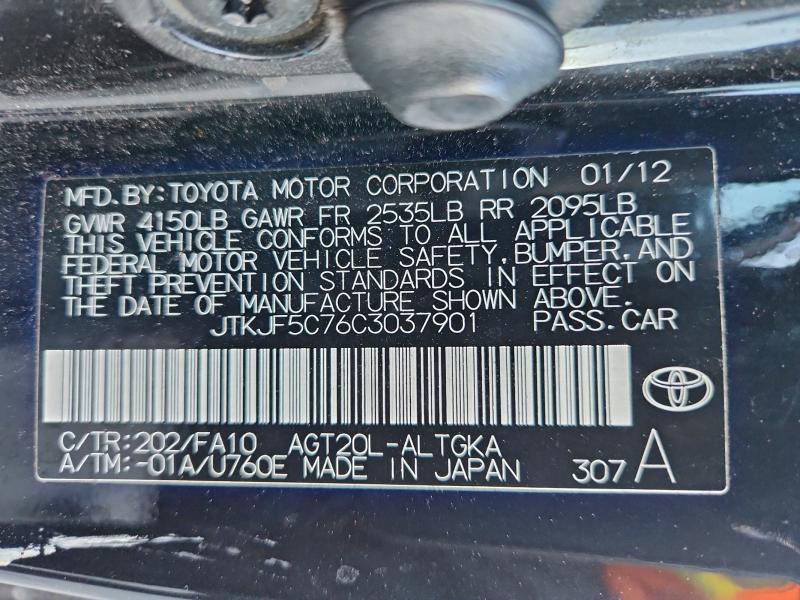 MFD.BY:TOYOTA MOTOR CORPORATION 01/12
GVWR 4150LB GAWR FR 2535LB RR 2095LB
THIS VEHICLE CONFORMS TO ALL APPLICABLE
FEDERAL MOTOR VEHICLE SAFETY,BUMPER,AND
THEFT PREVENTION STANDARDS IN EFFECT ON
THE DATE OF MANUFACTURE SHOWN ABOVE.
JTKJF5C76C3037901 PASS.CAR
C/TR:202/FA10 AGT20L-ALTGKA
A/TM:-01A/U760E MADE IN JAPAN 307 A